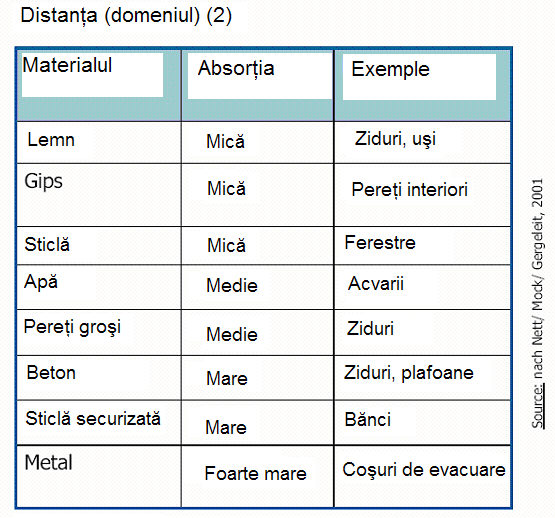 Distanța (domeniul) (2)
Materialul Absorția Exemple
Lemn Mică Ziduri, uşi
Gips Mică Pereți interiori
Sticlă Mică Ferestre
Apă Medie Acvarii
Pereți groşi Medie Ziduri
Beton Mare Ziduri, plafoane
Sticlă securizată Mare Bănci
Metal Foarte mare Coşuri de evacuare
Source: nach Nett/ Mock/ Gergeleit, 2001